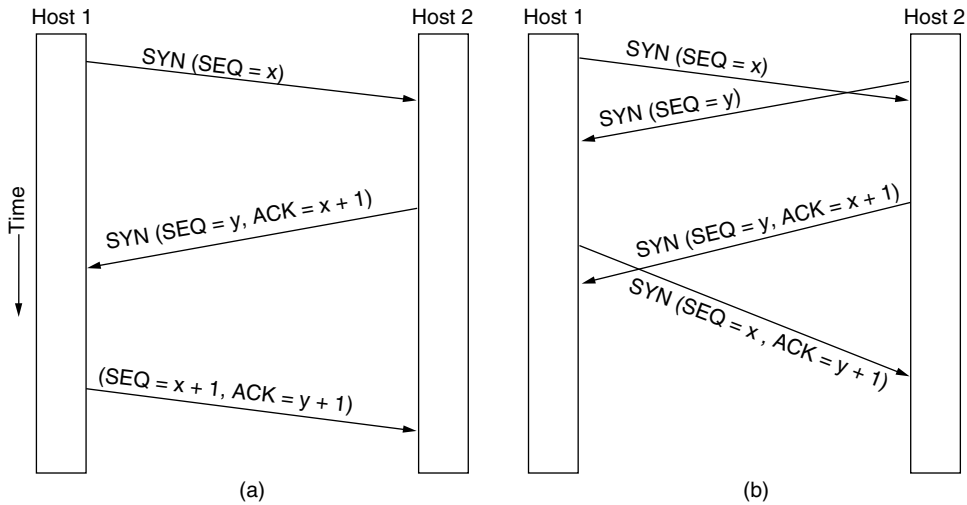 Host 1
Host 2
SYN (SEQ = x)
SYN (SEQ = y, ACK = x + 1)
(SEQ = x + 1, ACK = y + 1)
Time
(a)
Host 1
Host 2
SYN (SEQ = x)
SYN (SEQ = y)
SYN (SEQ = y, ACK = x + 1)
SYN (SEQ = x , ACK = y + 1)
(b)